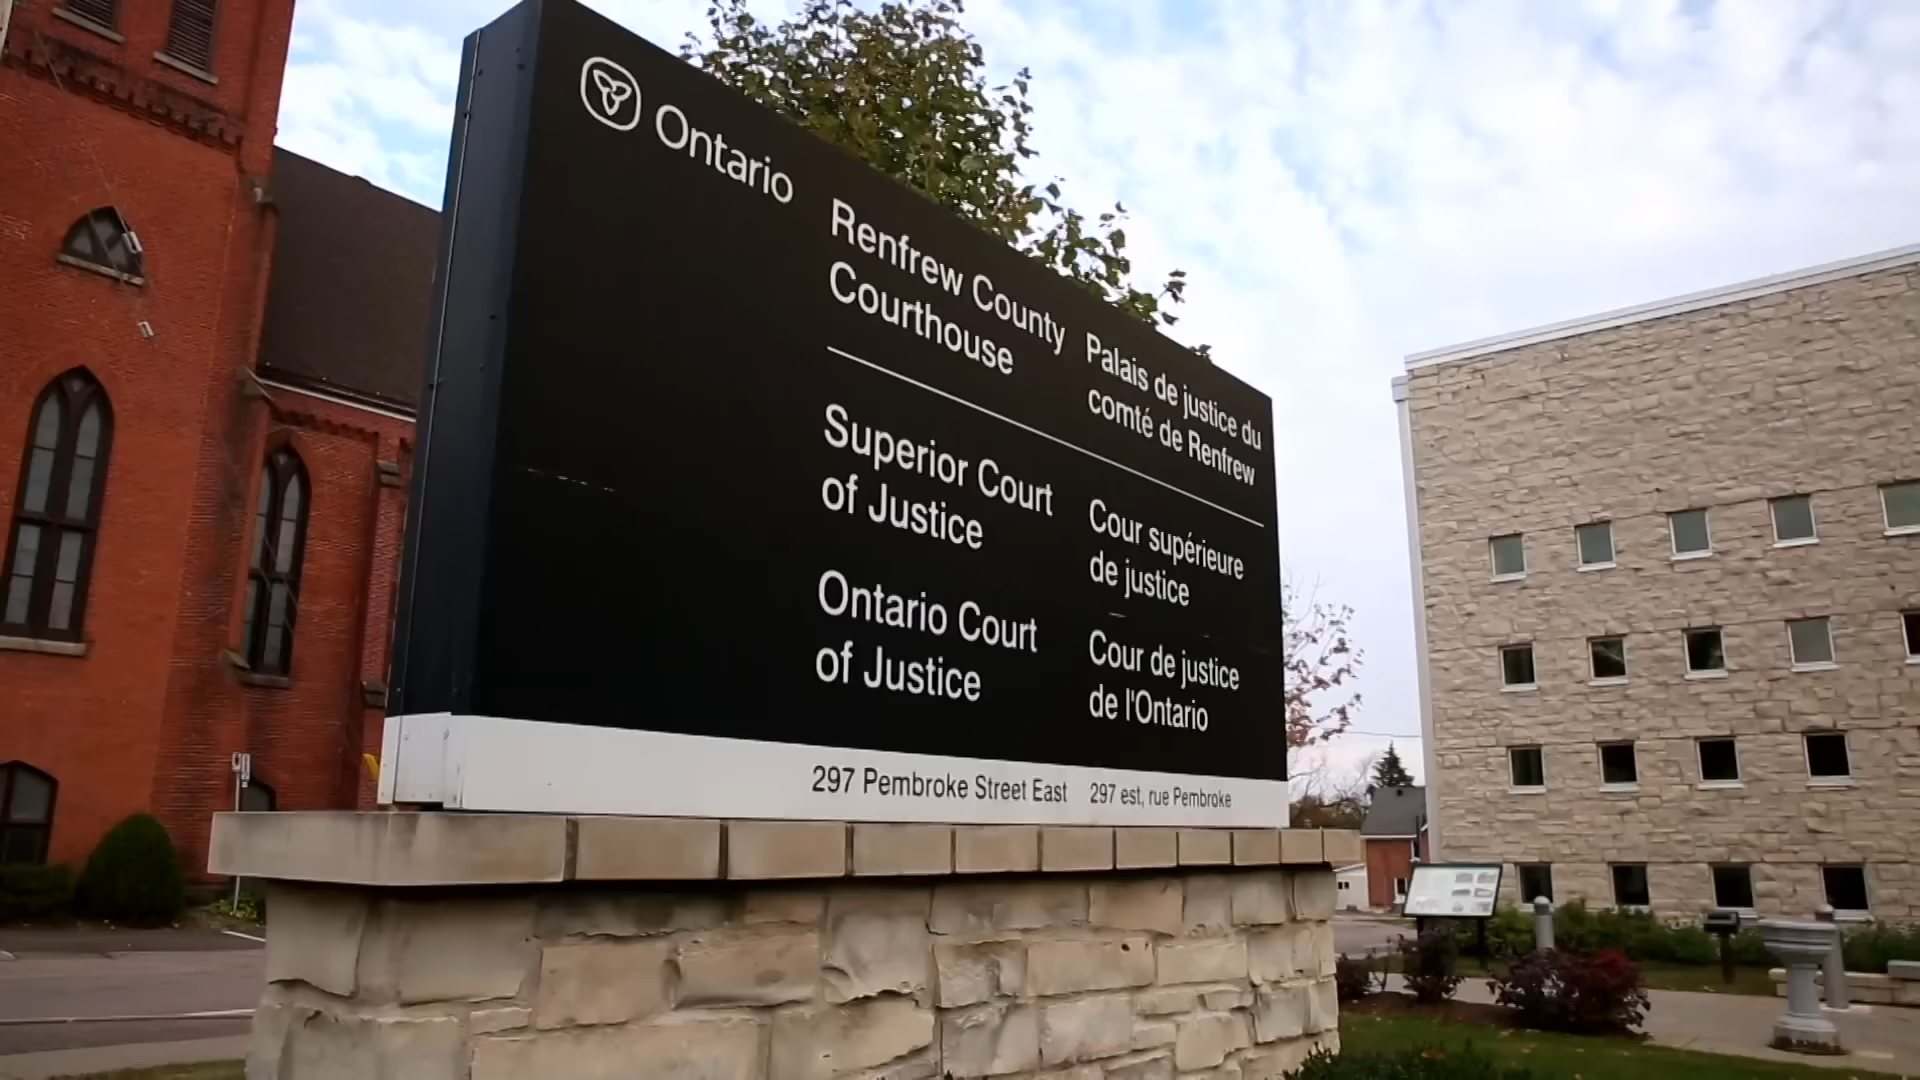 Ontario
Renfrew County
Courthouse
Palais de justice du
comté de Renfrew
Superior Court
of Justice
Cour supérieure
de justice
Ontario Court
of Justice
Cour de justice
de l'Ontario
297 Pembroke Street East
297 est, rue Pembroke